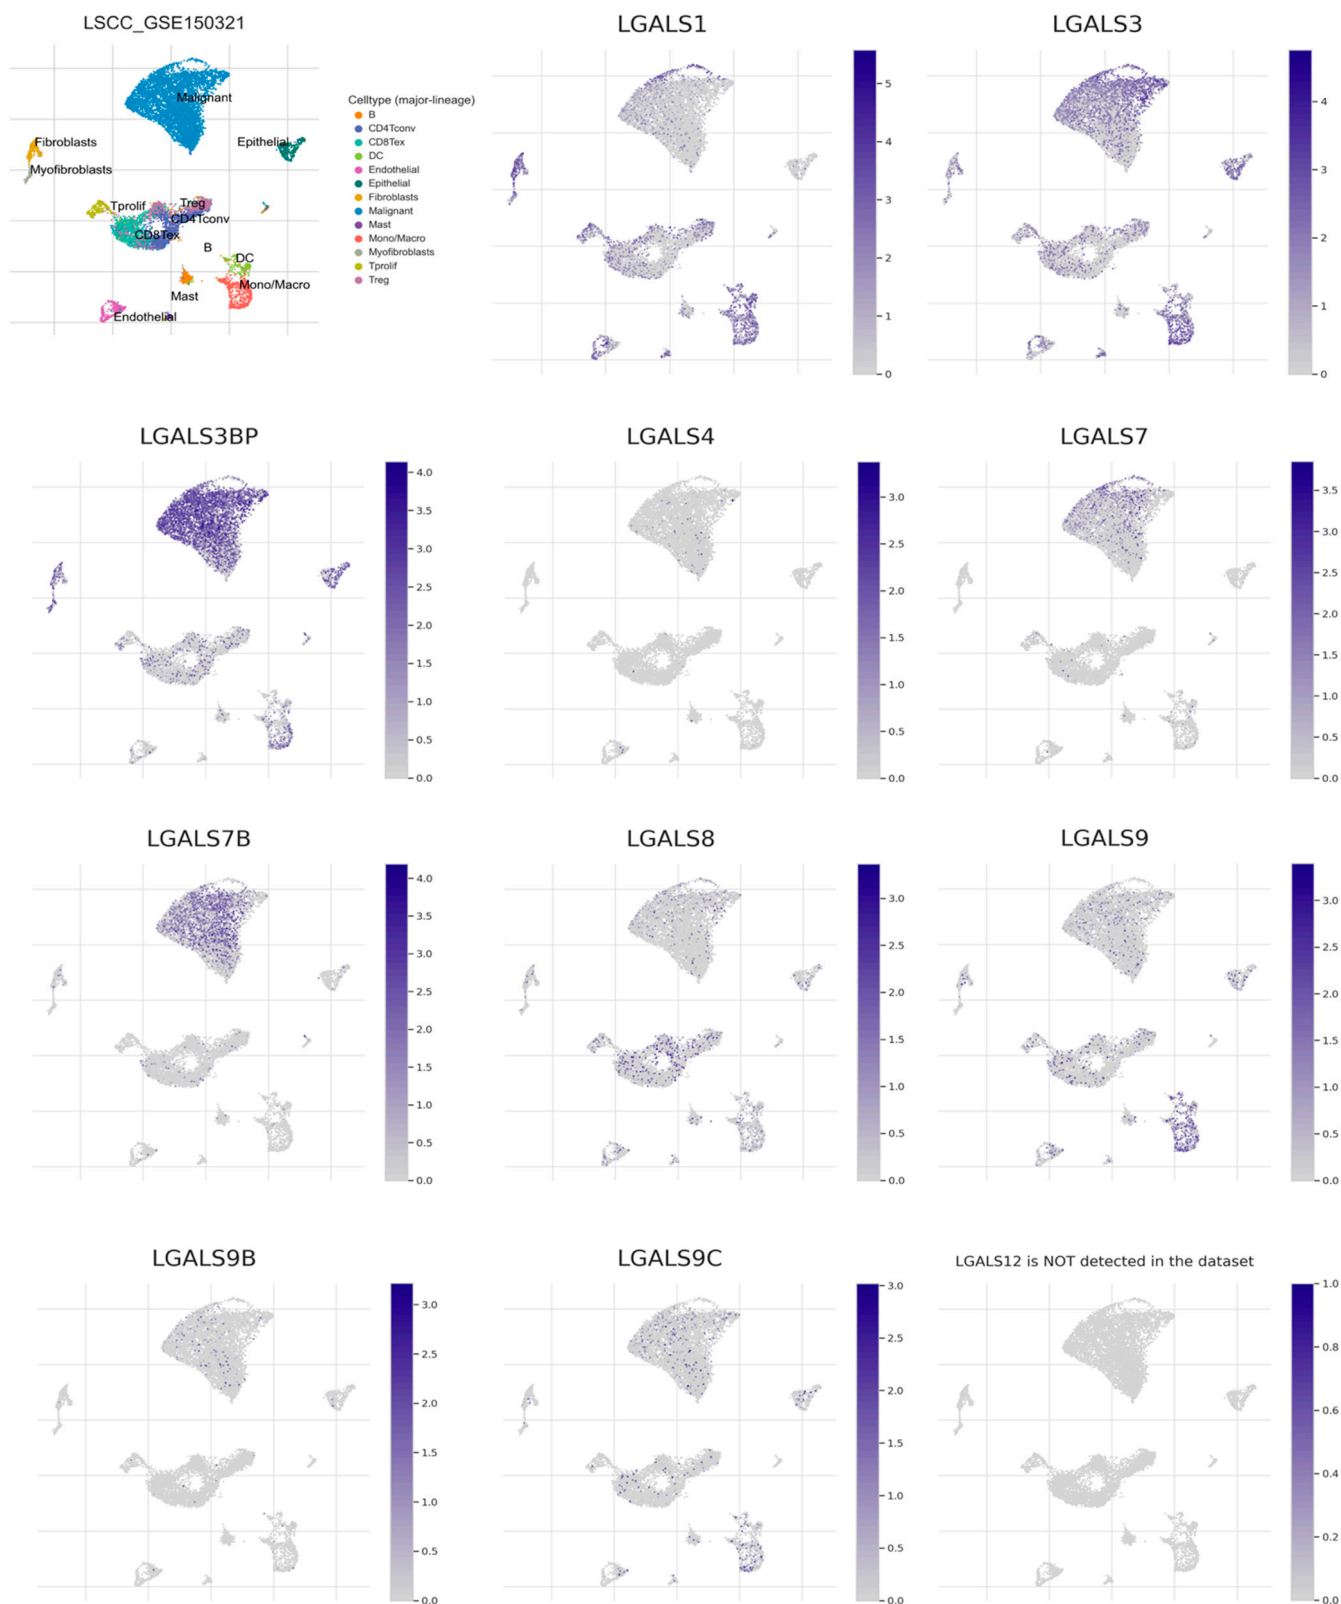 LSCC_GSE150321
Malignant
Fibroblasts
Epithelial
Myofibroblasts
Tprolif
Treg
CD4Tconv
CD8Tex
B
DC
Mono/Macro
Mast
Endothelial
Celltype (major-lineage)
B
CD4Tconv
CD8Tex
DC
Endothelial
Epithelial
Fibroblasts
Malignant
Mast
Mono/Macro
Myofibroblasts
Tprolif
Treg
LGALS1
5
4
3
2
1
0
LGALS3
4
3
2
1
0
LGALS3BP
4.0
3.5
3.0
2.5
2.0
1.5
1.0
0.5
0.0
LGALS4
3.0
2.5
2.0
1.5
1.0
0.5
0.0
LGALS7
3.5
3.0
2.5
2.0
1.5
1.0
0.5
0.0
LGALS7B
4.0
3.5
3.0
2.5
2.0
1.5
1.0
0.5
0.0
LGALS8
3.0
2.5
2.0
1.5
1.0
0.5
0.0
LGALS9
3.0
2.5
2.0
1.5
1.0
0.5
0.0
LGALS9B
3.0
2.5
2.0
1.5
1.0
0.5
0.0
LGALS9C
3.0
2.5
2.0
1.5
1.0
0.5
0.0
LGALS12 is NOT detected in the dataset
1.0
0.8
0.6
0.4
0.2
0.0